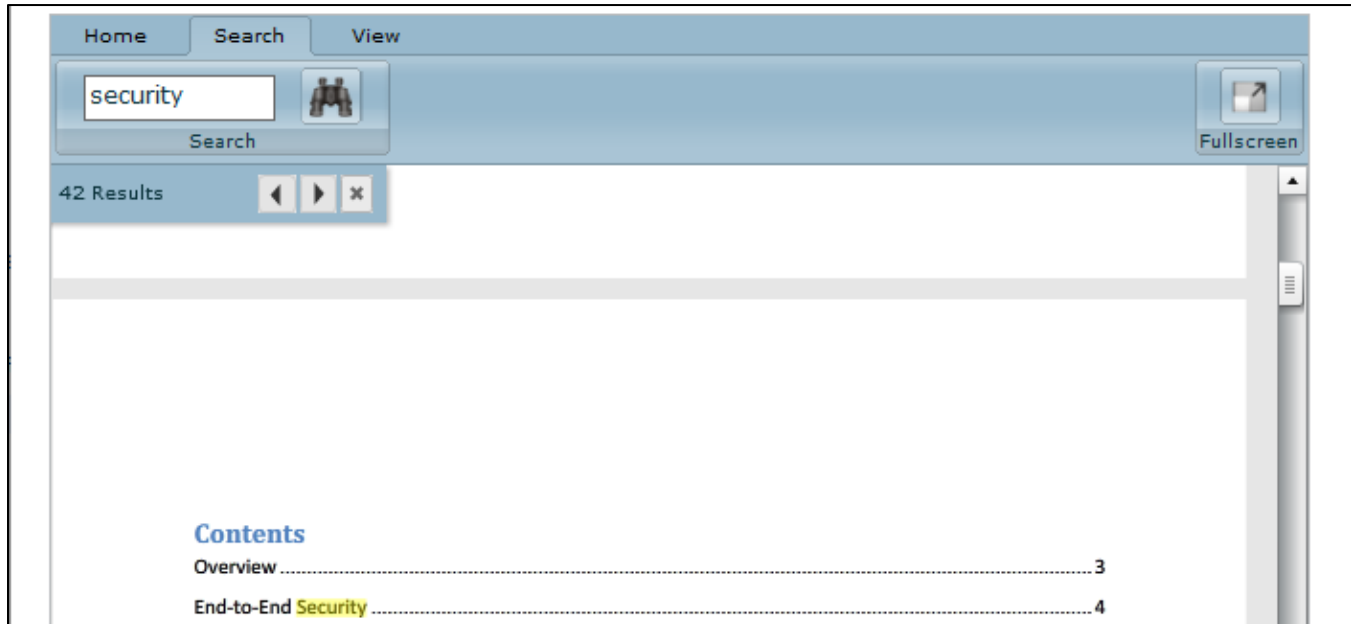 Home Search View
security
Search
Fullscreen
42 Results
Contents
Overview ........................................................................................................ 3
End-to-End Security ........................................................................................ 4